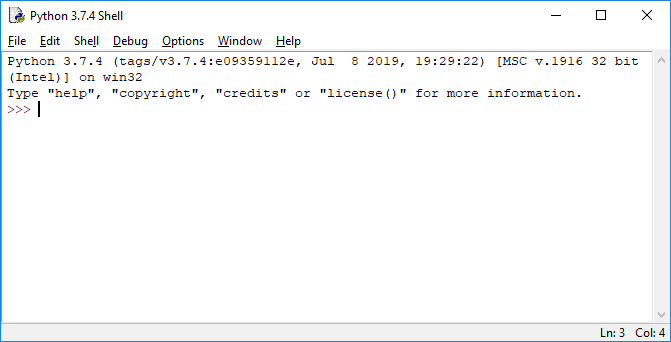 Python 3.7.4 Shell
File Edit Shell Debug Options Window Help
Python 3.7.4 (tags/v3.7.4:e09359112e, Jul  8 2019, 19:29:22) [MSC v.1916 32 bit
(Intel)] on win32
Type "help", "copyright", "credits" or "license()" for more information.
>>>
Ln: 3 Col: 4